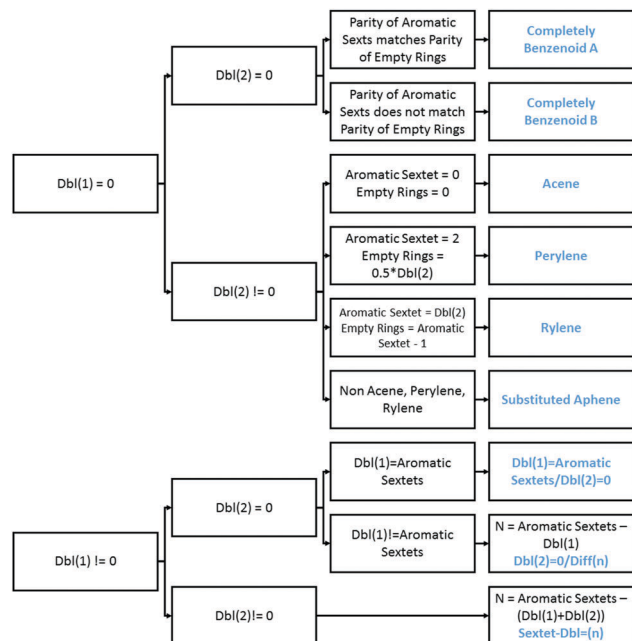 Parity of Aromatic
Sexts matches Parity
of Empty Rings
Completely
Benzenoid A
Dbl(2) = 0
Parity of Aromatic
Sexts does not match
Parity of Empty Rings
Completely
Benzenoid B
Dbl(1) = 0
Aromatic Sextet = 0
Empty Rings = 0
Acene
Aromatic Sextet = 2
Empty Rings =
0.5*Dbl(2)
Perylene
Dbl(2) != 0
Aromatic Sextet = Dbl(2)
Empty Rings = Aromatic
Sextet - 1
Rylene
Non Acene, Perylene,
Rylene
Substituted Aphene
Dbl(1)=Aromatic
Sextets
Dbl(1)=Aromatic
Sextets/Dbl(2)=0
Dbl(2) = 0
Dbl(1)!=Aromatic
Sextets
N = Aromatic Sextets –
Dbl(1)
Dbl(2)=0/Diff(n)
Dbl(1) != 0
Dbl(2)!= 0
N = Aromatic Sextets –
(Dbl(1)+Dbl(2))
Sextet-Dbl=(n)